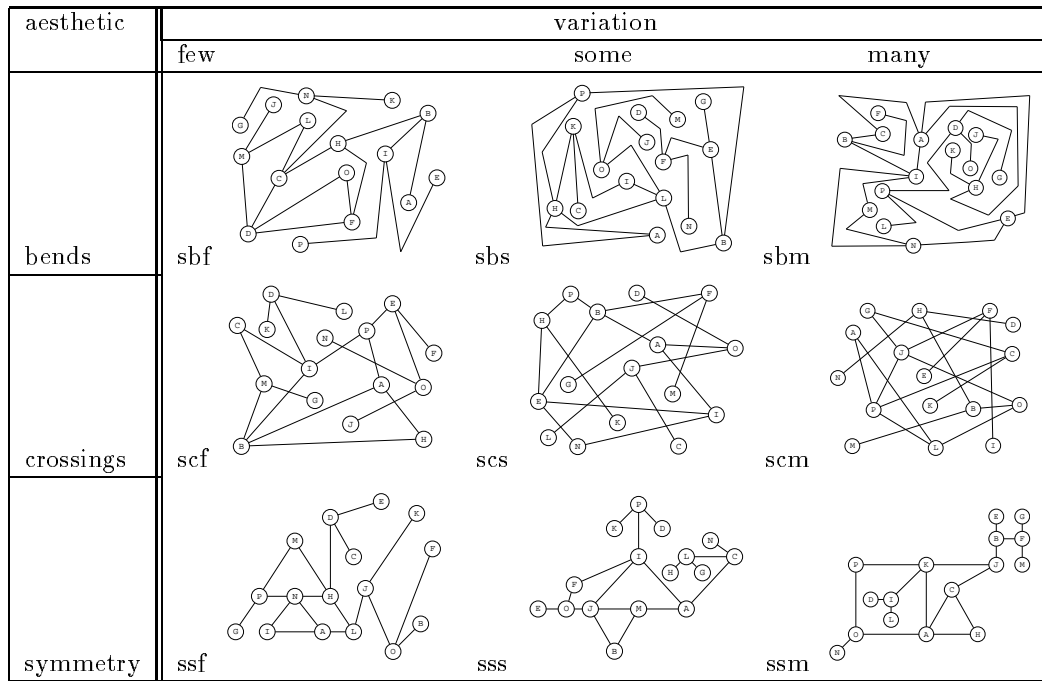 aesthetic
variation
few
some
many
bends
N K
J
G L B
M H I
C O E
A
F
D
P
sbf
P
G
D M
K
J E
F
O
I
L
H C
N
A
B
sbs
F
D J
C
B A
K
O
I G
H
P
M
E
L
N
sbm
crossings
D
E
L
C K
P
N
F
I
M A O
G
J
H
B
scf
P D F
B
H
A O
J
G
M
E
I
K
L
N C
scs
G H F
D
A
J C
E N
K B O
P
M L I
scm
symmetry
E
D K
M
F
C
J
P N H
B
G I A L
O
ssf
P
K D
N
I L C
H G
F
E O J M A
B
sss
E G
B F
P K J M
C
D I
L
O A H
N
ssm